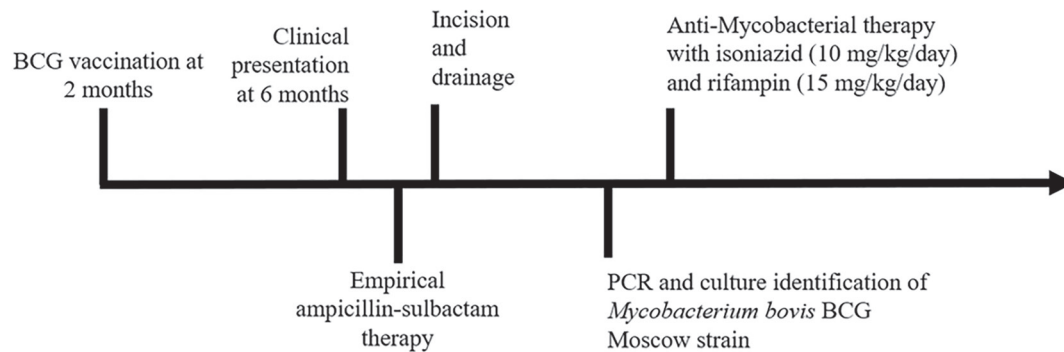 BCG vaccination at
2 months
Clinical
presentation
at 6 months
Empirical
ampicillin-sulbactam
therapy
Incision
and
drainage
PCR and culture identification of
Mycobacterium bovis BCG
Moscow strain
Anti-Mycobacterial therapy
with isoniazid (10 mg/kg/day)
and rifampin (15 mg/kg/day)